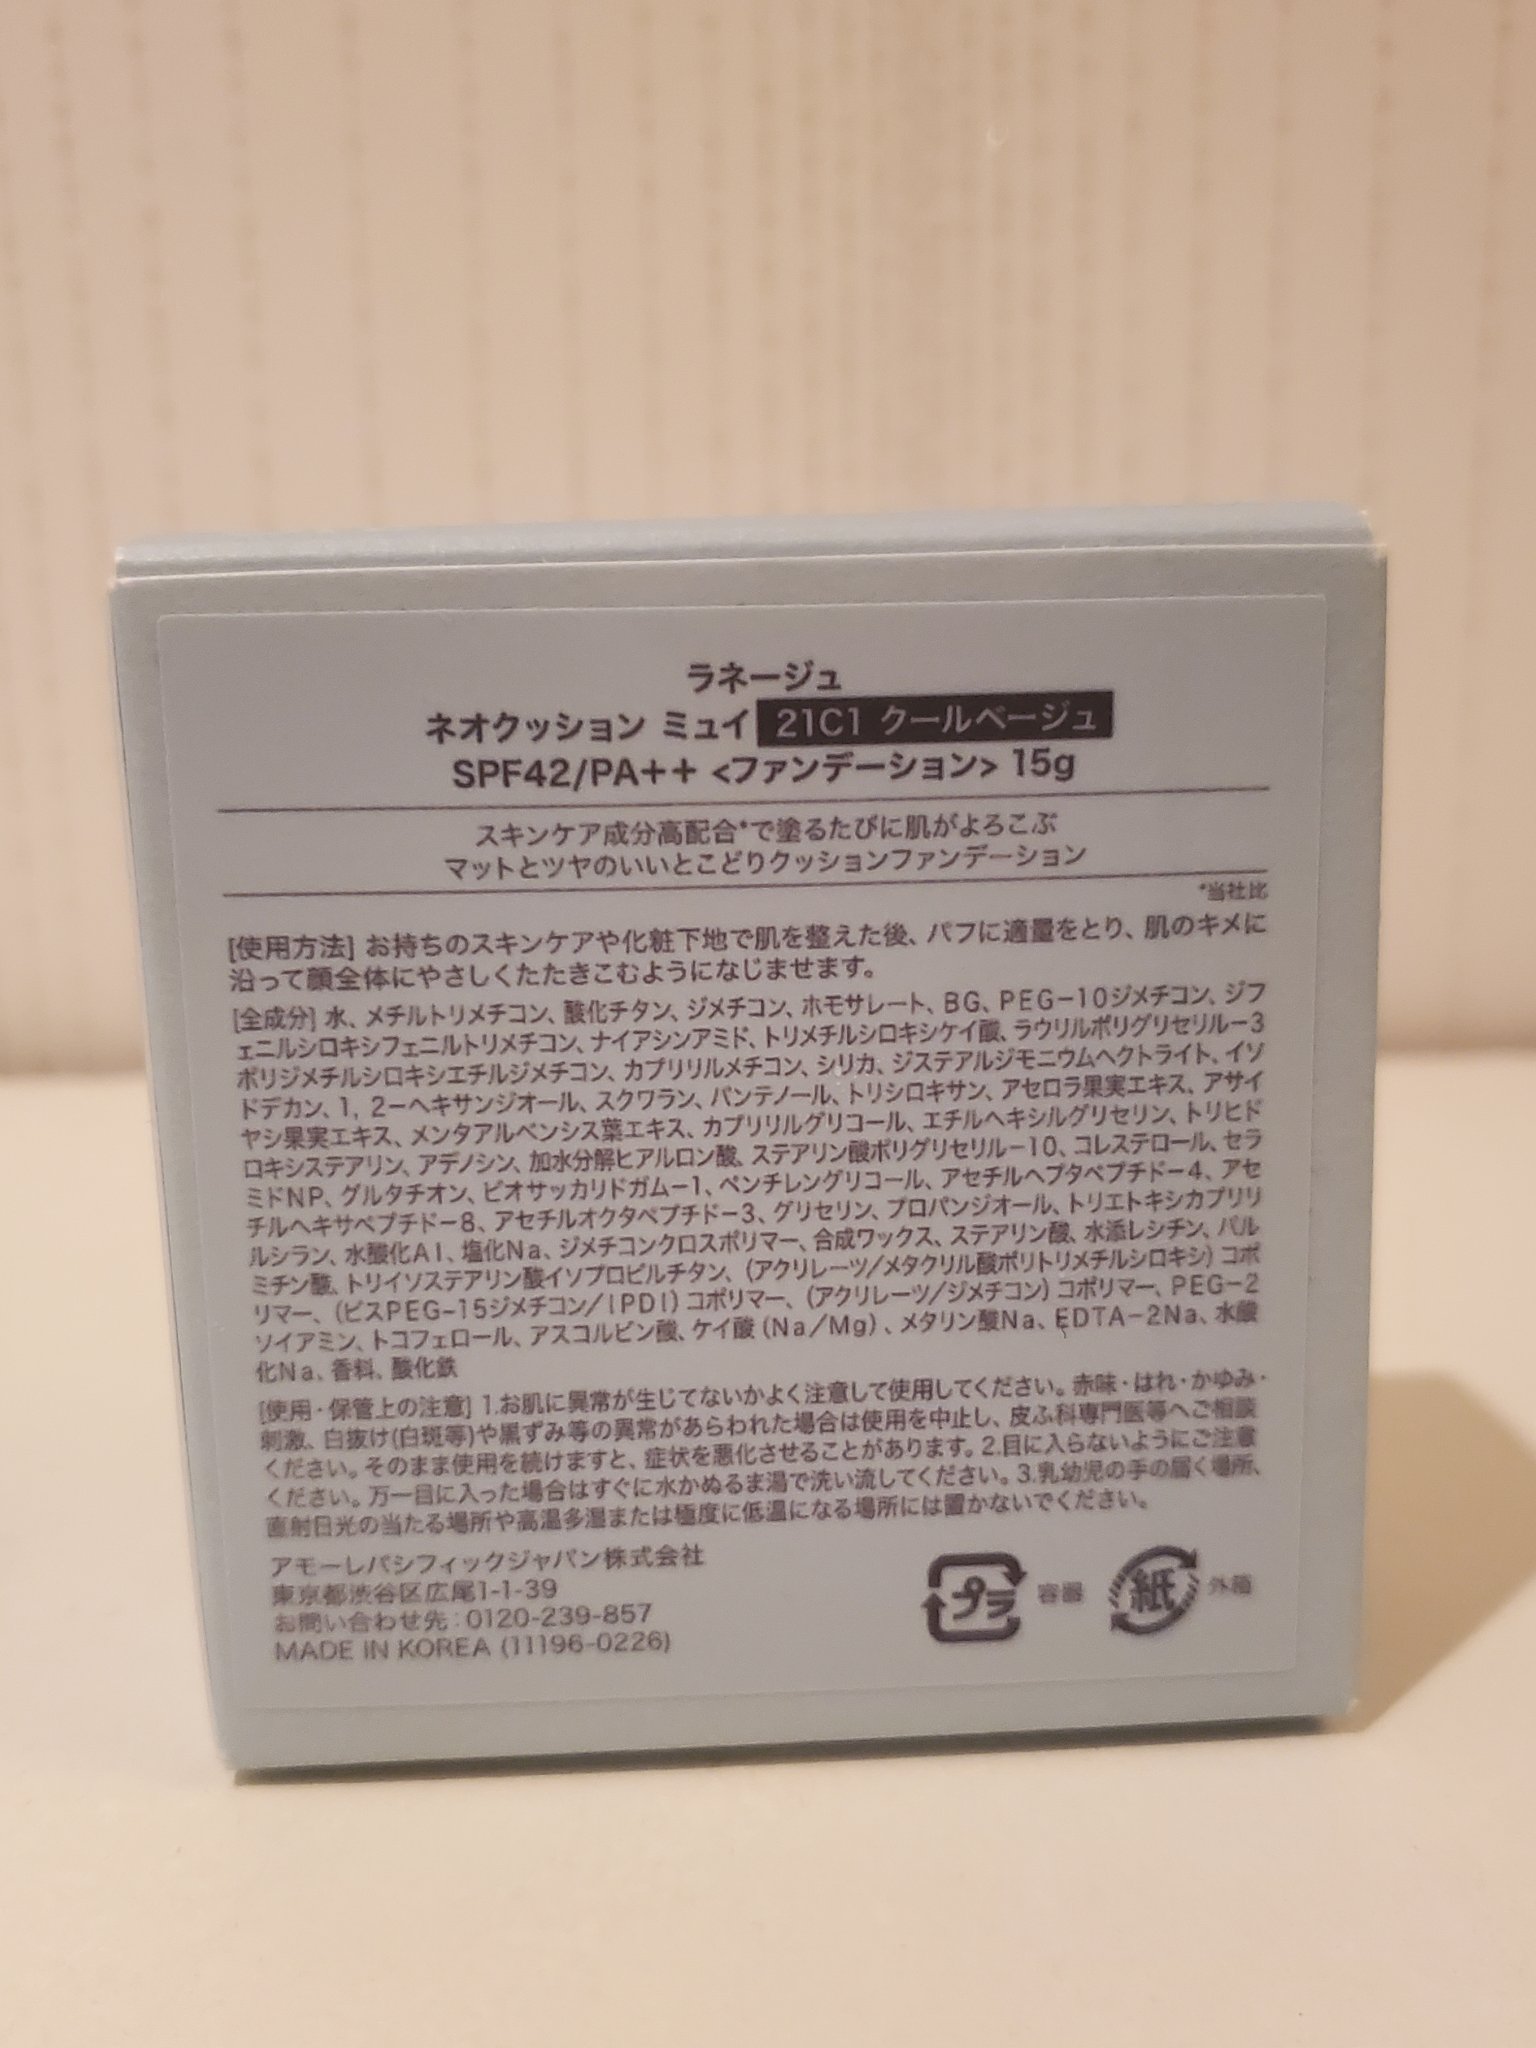 ラネージュ
ネオクッション ミュイ 21C1 クールベージュ
SPF42/PA++ <ファンデーション> 15g
スキンケア成分高配合*で塗るたびに肌がよろこぶ
マットとツヤのいいとこどりクッションファンデーション
*当社比
[使用方法] お持ちのスキンケアや化粧下地で肌を整えた後、パフに適量をとり、肌のキメに
沿って顔全体にやさしくたたきこむようになじませます。
[全成分] 水、メチルトリメチコン、酸化チタン、ジメチコン、ホモサレート、BG、PEG-10ジメチコン、ジフ
ェニルシロキシフェニルトリメチコン、ナイアシンアミド、トリメチルシロキシケイ酸、ラウリルポリグリセリル-3
ポリジメチルシロキシエチルジメチコン、カプリリルメチコン、シリカ、ジステアルジモニウムヘクトライト、イソ
ドデカン、1, 2-ヘキサンジオール、スクワラン、パンテノール、トリシロキサン、アセロラ果実エキス、アサイ
ヤシ果実エキス、メンタアルベンシス葉エキス、カプリリルグリコール、エチルヘキシルグリセリン、トリヒド
ロキシステアリン、アデノシン、加水分解ヒアルロン酸、ステアリン酸ポリグリセリル-10、コレステロール、セラ
ミドNP、グルタチオン、ビオサッカリドガム-1、ペンチレングリコール、アセチルヘプタペプチド-4、アセ
チルヘキサペプチド-8、アセチルオクタペプチド-3、グリセリン、プロパンジオール、トリエトキシカプリリ
ルシラン、水酸化Al、塩化Na、ジメチコンクロスポリマー、合成ワックス、ステアリン酸、水添レシチン、パル
ミチン酸、トリイソステアリン酸イソプロピルチタン、(アクリレーツ/メタクリル酸ポリトリメチルシロキシ) コポ
リマー、(ビスPEG-15ジメチコン/IPDI) コポリマー、(アクリレーツ/ジメチコン) コポリマー、PEG-2
ソイアミン、トコフェロール、アスコルビン酸、ケイ酸 (Na/Mg) 、メタリン酸Na、EDTA-2Na、水酸
化Na、香料、酸化鉄
[使用・保管上の注意] 1.お肌に異常が生じてないかよく注意して使用してください。赤味・はれ・かゆみ・
刺激、白抜け(白斑等)や黒ずみ等の異常があらわれた場合は使用を中止し、皮ふ科専門医等へご相談
ください。そのまま使用を続けますと、症状を悪化させることがあります。2.目に入らないようにご注意
ください。万一目に入った場合はすぐに水かぬるま湯で洗い流してください。3.乳幼児の手の届く場所、
直射日光の当たる場所や高温多湿または極度に低温になる場所には置かないでください。
アモーレパシフィックジャパン株式会社
東京都渋谷区広尾1-1-39
お問い合わせ先：0120-239-857
MADE IN KOREA (11196-0226)
プラ 容器 紙 外箱